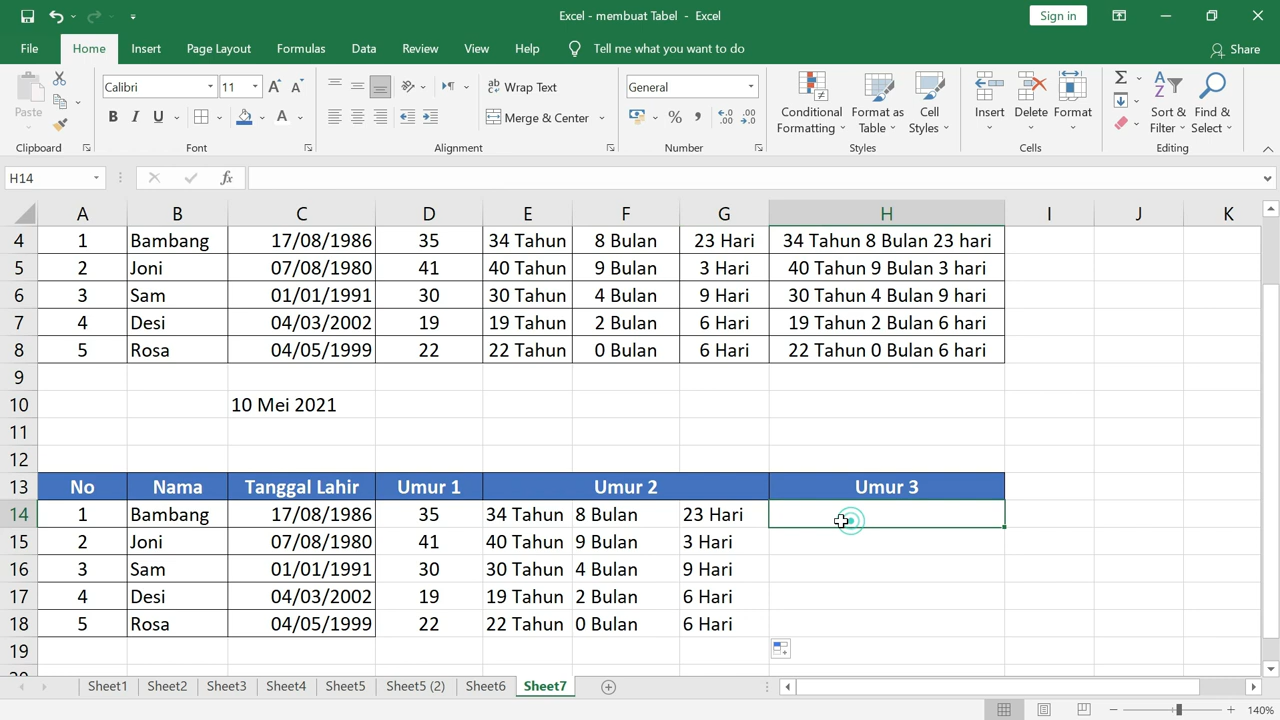 Excel - membuat Tabel - Excel
Sign in
File Home Insert Page Layout Formulas Data Review View Help Tell me what you want to do Share
Paste
Clipboard
Calibri 11 A A
B I U A
Font
Wrap Text
Merge & Center
Alignment
General
% , .0 .00 .00 .0
Number
Conditional Formatting
Format as Table
Cell Styles
Styles
Insert Delete Format
Cells
Σ
Sort & Filter
Find & Select
Editing
H14 fx
A B C D E F G H I J K
4 1 Bambang 17/08/1986 35 34 Tahun 8 Bulan 23 Hari 34 Tahun 8 Bulan 23 hari
5 2 Joni 07/08/1980 41 40 Tahun 9 Bulan 3 Hari 40 Tahun 9 Bulan 3 hari
6 3 Sam 01/01/1991 30 30 Tahun 4 Bulan 9 Hari 30 Tahun 4 Bulan 9 hari
7 4 Desi 04/03/2002 19 19 Tahun 2 Bulan 6 Hari 19 Tahun 2 Bulan 6 hari
8 5 Rosa 04/05/1999 22 22 Tahun 0 Bulan 6 Hari 22 Tahun 0 Bulan 6 hari
9
10 10 Mei 2021
11
12
13 No Nama Tanggal Lahir Umur 1 Umur 2 Umur 3
14 1 Bambang 17/08/1986 35 34 Tahun 8 Bulan 23 Hari
15 2 Joni 07/08/1980 41 40 Tahun 9 Bulan 3 Hari
16 3 Sam 01/01/1991 30 30 Tahun 4 Bulan 9 Hari
17 4 Desi 04/03/2002 19 19 Tahun 2 Bulan 6 Hari
18 5 Rosa 04/05/1999 22 22 Tahun 0 Bulan 6 Hari
19
20
Sheet1 Sheet2 Sheet3 Sheet4 Sheet5 Sheet5 (2) Sheet6 Sheet7
140%